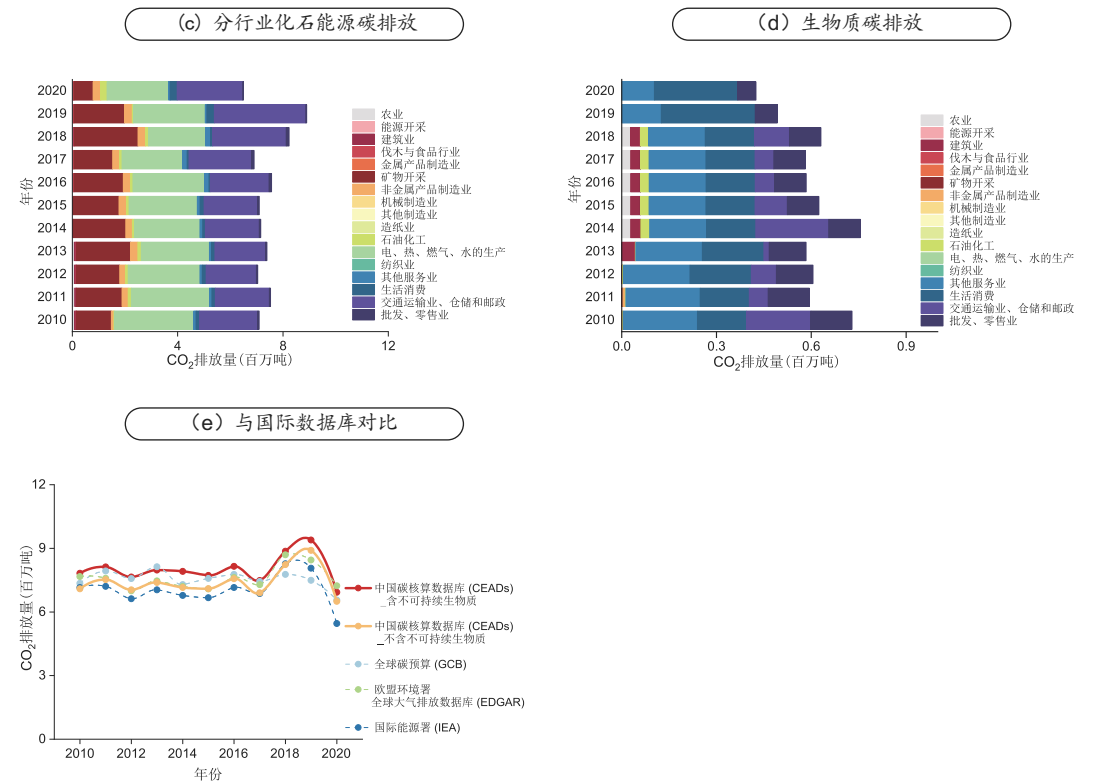 (c) 分行业化石能源碳排放
2020
2019
2018
2017
2016
2015
2014
2013
2012
2011
2010
年份
0
4
8
12
CO2排放量(百万吨)
农业
能源开采
建筑业
伐木与食品行业
金属产品制造业
矿物开采
非金属产品制造业
机械制造业
其他制造业
造纸业
石油化工
电、热、燃气、水的生产
纺织业
其他服务业
生活消费
交通运输业、仓储和邮政
批发、零售业
(d) 生物质碳排放
2020
2019
2018
2017
2016
2015
2014
2013
2012
2011
2010
年份
0.0
0.3
0.6
0.9
CO2排放量(百万吨)
农业
能源开采
建筑业
伐木与食品行业
金属产品制造业
矿物开采
非金属产品制造业
机械制造业
其他制造业
造纸业
石油化工
电、热、燃气、水的生产
纺织业
其他服务业
生活消费
交通运输业、仓储和邮政
批发、零售业
(e) 与国际数据库对比
12
9
6
3
0
CO2排放量(百万吨)
2010
2012
2014
2016
2018
2020
年份
中国碳核算数据库 (CEADs)
_含不可持续生物质
中国碳核算数据库 (CEADs)
_不含不可持续生物质
全球碳预算 (GCB)
欧盟环境署
全球大气排放数据库 (EDGAR)
国际能源署 (IEA)